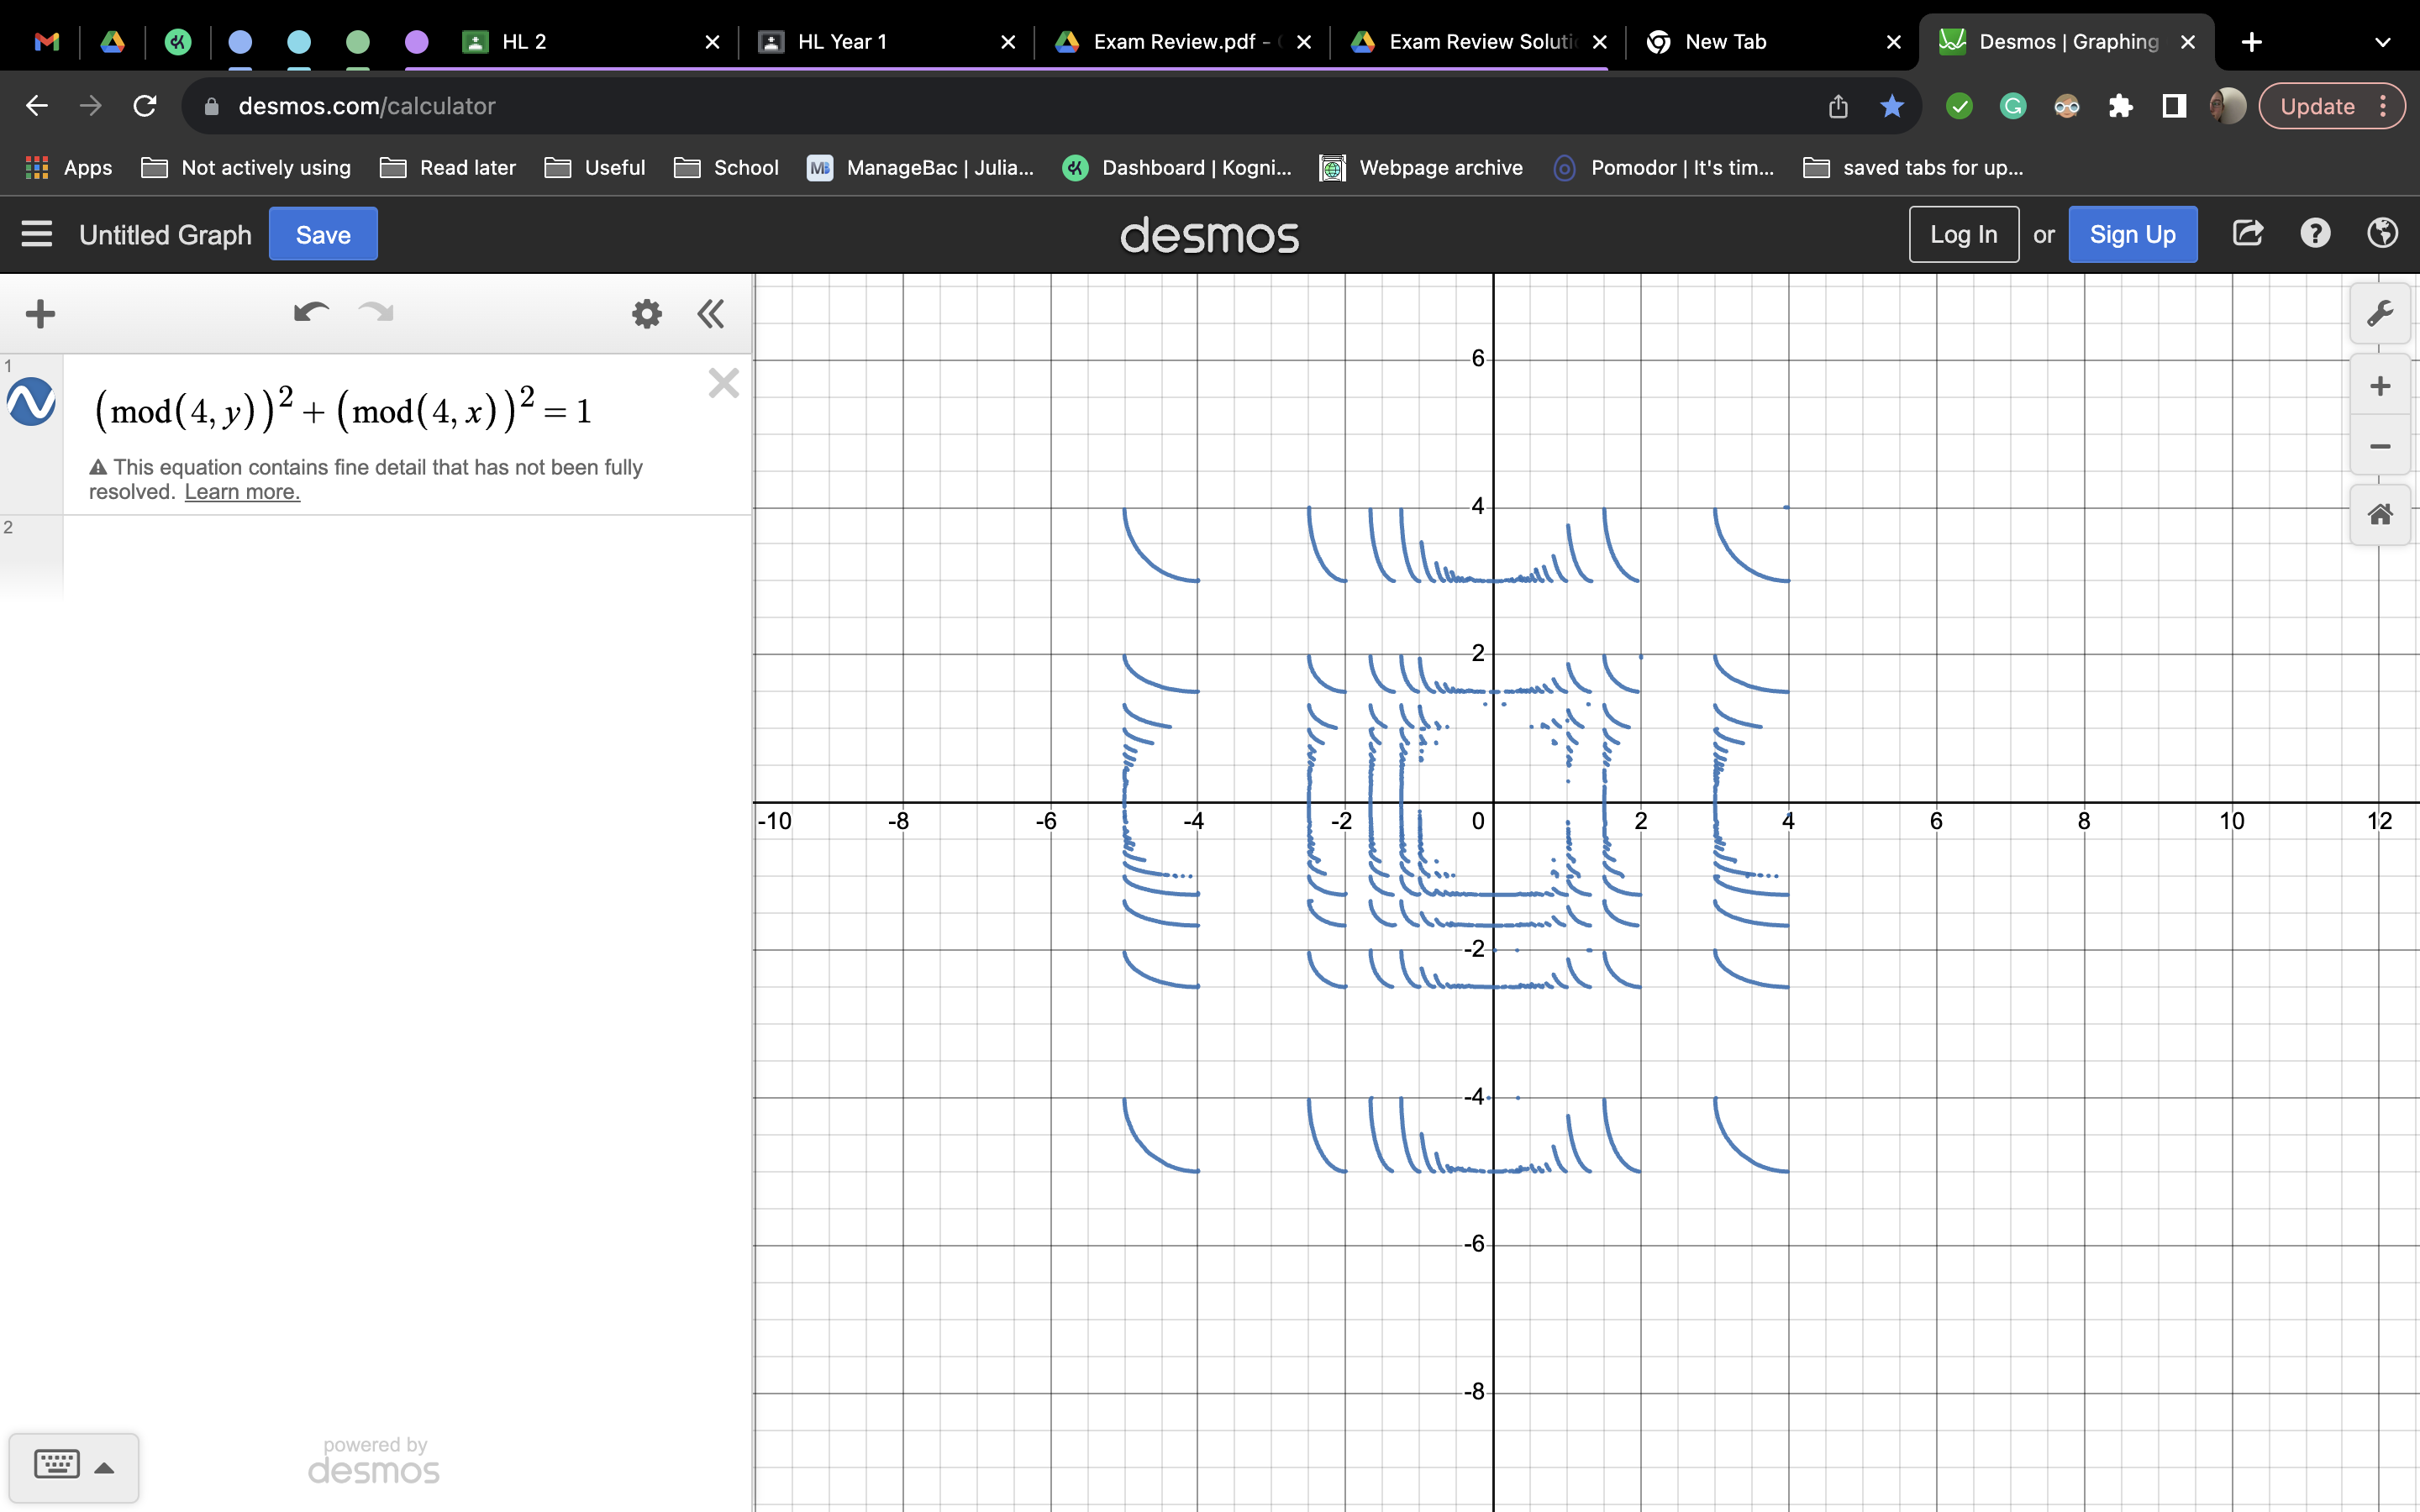 HL 2
HL Year 1
Exam Review.pdf -
Exam Review Soluti
New Tab
Desmos | Graphing
desmos.com/calculator
Update
Apps
Not actively using
Read later
Useful
School
MB
ManageBac | Julia...
Dashboard | Kogni...
Webpage archive
Pomodor | It's tim...
saved tabs for up...
Untitled Graph
Save
desmos
Log In
or
Sign Up
1
(mod(4, y))² + (mod(4, x))² = 1
This equation contains fine detail that has not been fully
resolved. Learn more.
2
6
4
2
-10 -8 -6 -4 -2 0 2 4 6 8 10 12
-2
-4
-6
-8
powered by
desmos